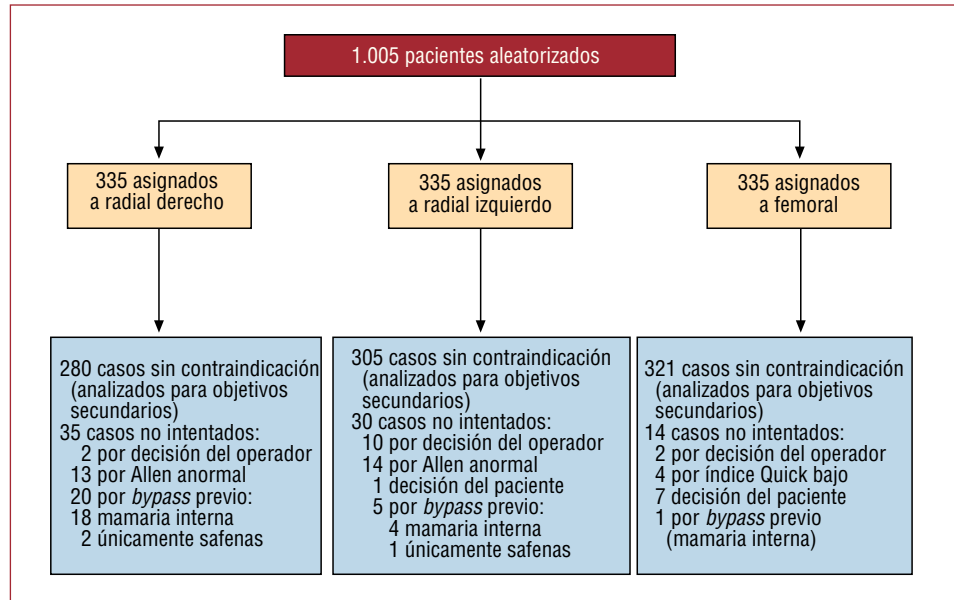 1.005 pacientes aleatorizados
335 asignados
a radial derecho
335 asignados
a radial izquierdo
335 asignados
a femoral
280 casos sin contraindicación
(analizados para objetivos
secundarios)
35 casos no intentados:
2 por decisión del operador
13 por Allen anormal
20 por bypass previo:
18 mamaria interna
2 únicamente safenas
305 casos sin contraindicación
(analizados para objetivos
secundarios)
30 casos no intentados:
10 por decisión del operador
14 por Allen anormal
1 decisión del paciente
5 por bypass previo:
4 mamaria interna
1 únicamente safenas
321 casos sin contraindicación
(analizados para objetivos
secundarios)
14 casos no intentados:
2 por decisión del operador
4 por índice Quick bajo
7 decisión del paciente
1 por bypass previo
(mamaria interna)